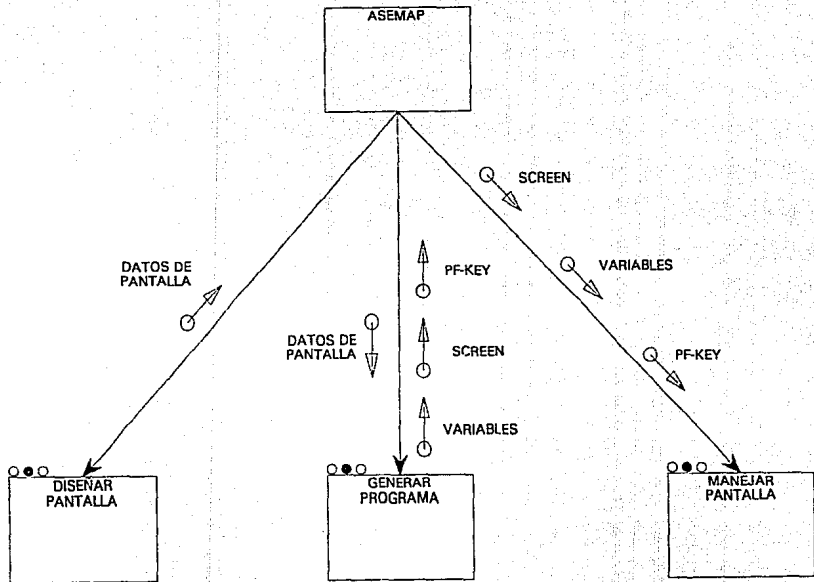 ASEMAP
SCREEN
VARIABLES
PF-KEY
DATOS DE
PANTALLA
PF-KEY
DATOS DE
PANTALLA
SCREEN
VARIABLES
DISEÑAR
PANTALLA
GENERAR
PROGRAMA
MANEJAR
PANTALLA